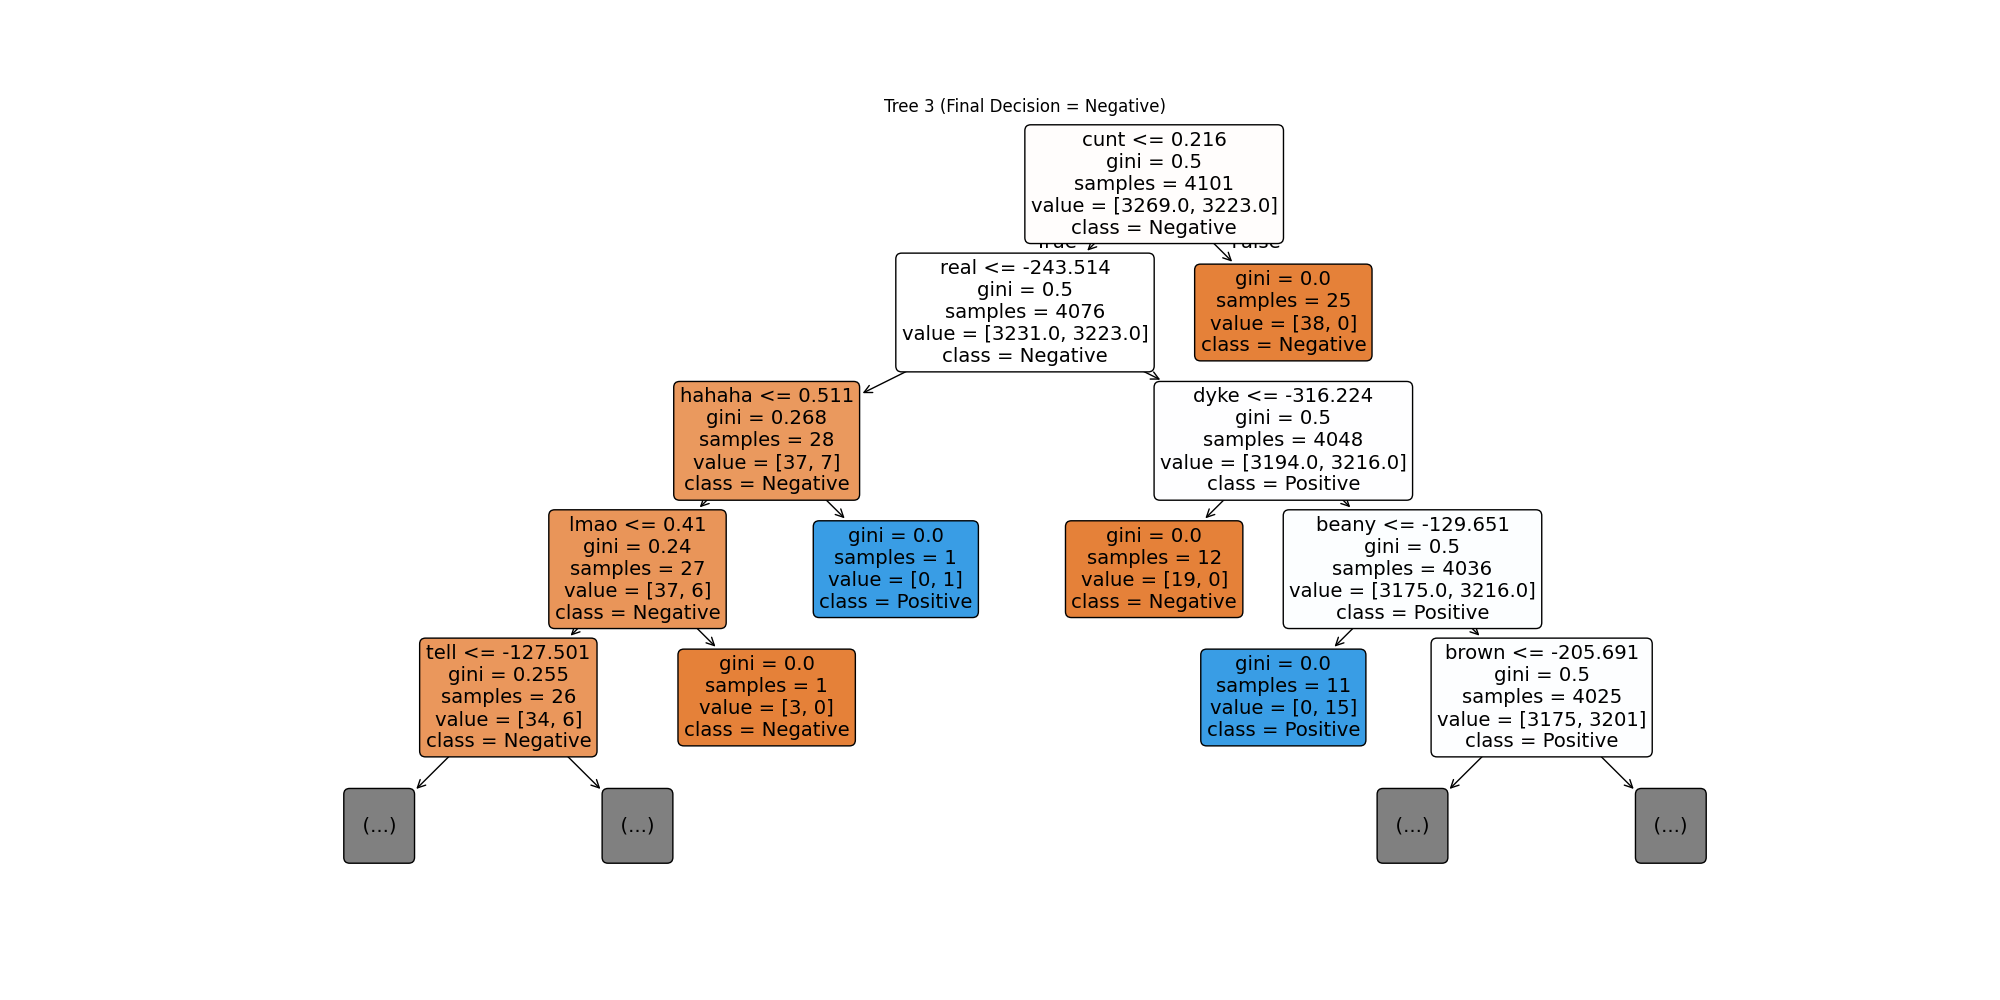 Tree 3 (Final Decision = Negative)
cunt <= 0.216
gini = 0.5
samples = 4101
value = [3269.0, 3223.0]
class = Negative
True
False
real <= -243.514
gini = 0.5
samples = 4076
value = [3231.0, 3223.0]
class = Negative
gini = 0.0
samples = 25
value = [38, 0]
class = Negative
hahaha <= 0.511
gini = 0.268
samples = 28
value = [37, 7]
class = Negative
dyke <= -316.224
gini = 0.5
samples = 4048
value = [3194.0, 3216.0]
class = Positive
lmao <= 0.41
gini = 0.24
samples = 27
value = [37, 6]
class = Negative
gini = 0.0
samples = 1
value = [0, 1]
class = Positive
gini = 0.0
samples = 12
value = [19, 0]
class = Negative
beany <= -129.651
gini = 0.5
samples = 4036
value = [3175.0, 3216.0]
class = Positive
tell <= -127.501
gini = 0.255
samples = 26
value = [34, 6]
class = Negative
gini = 0.0
samples = 1
value = [3, 0]
class = Negative
gini = 0.0
samples = 11
value = [0, 15]
class = Positive
brown <= -205.691
gini = 0.5
samples = 4025
value = [3175, 3201]
class = Positive
(...)
(...)
(...)
(...)